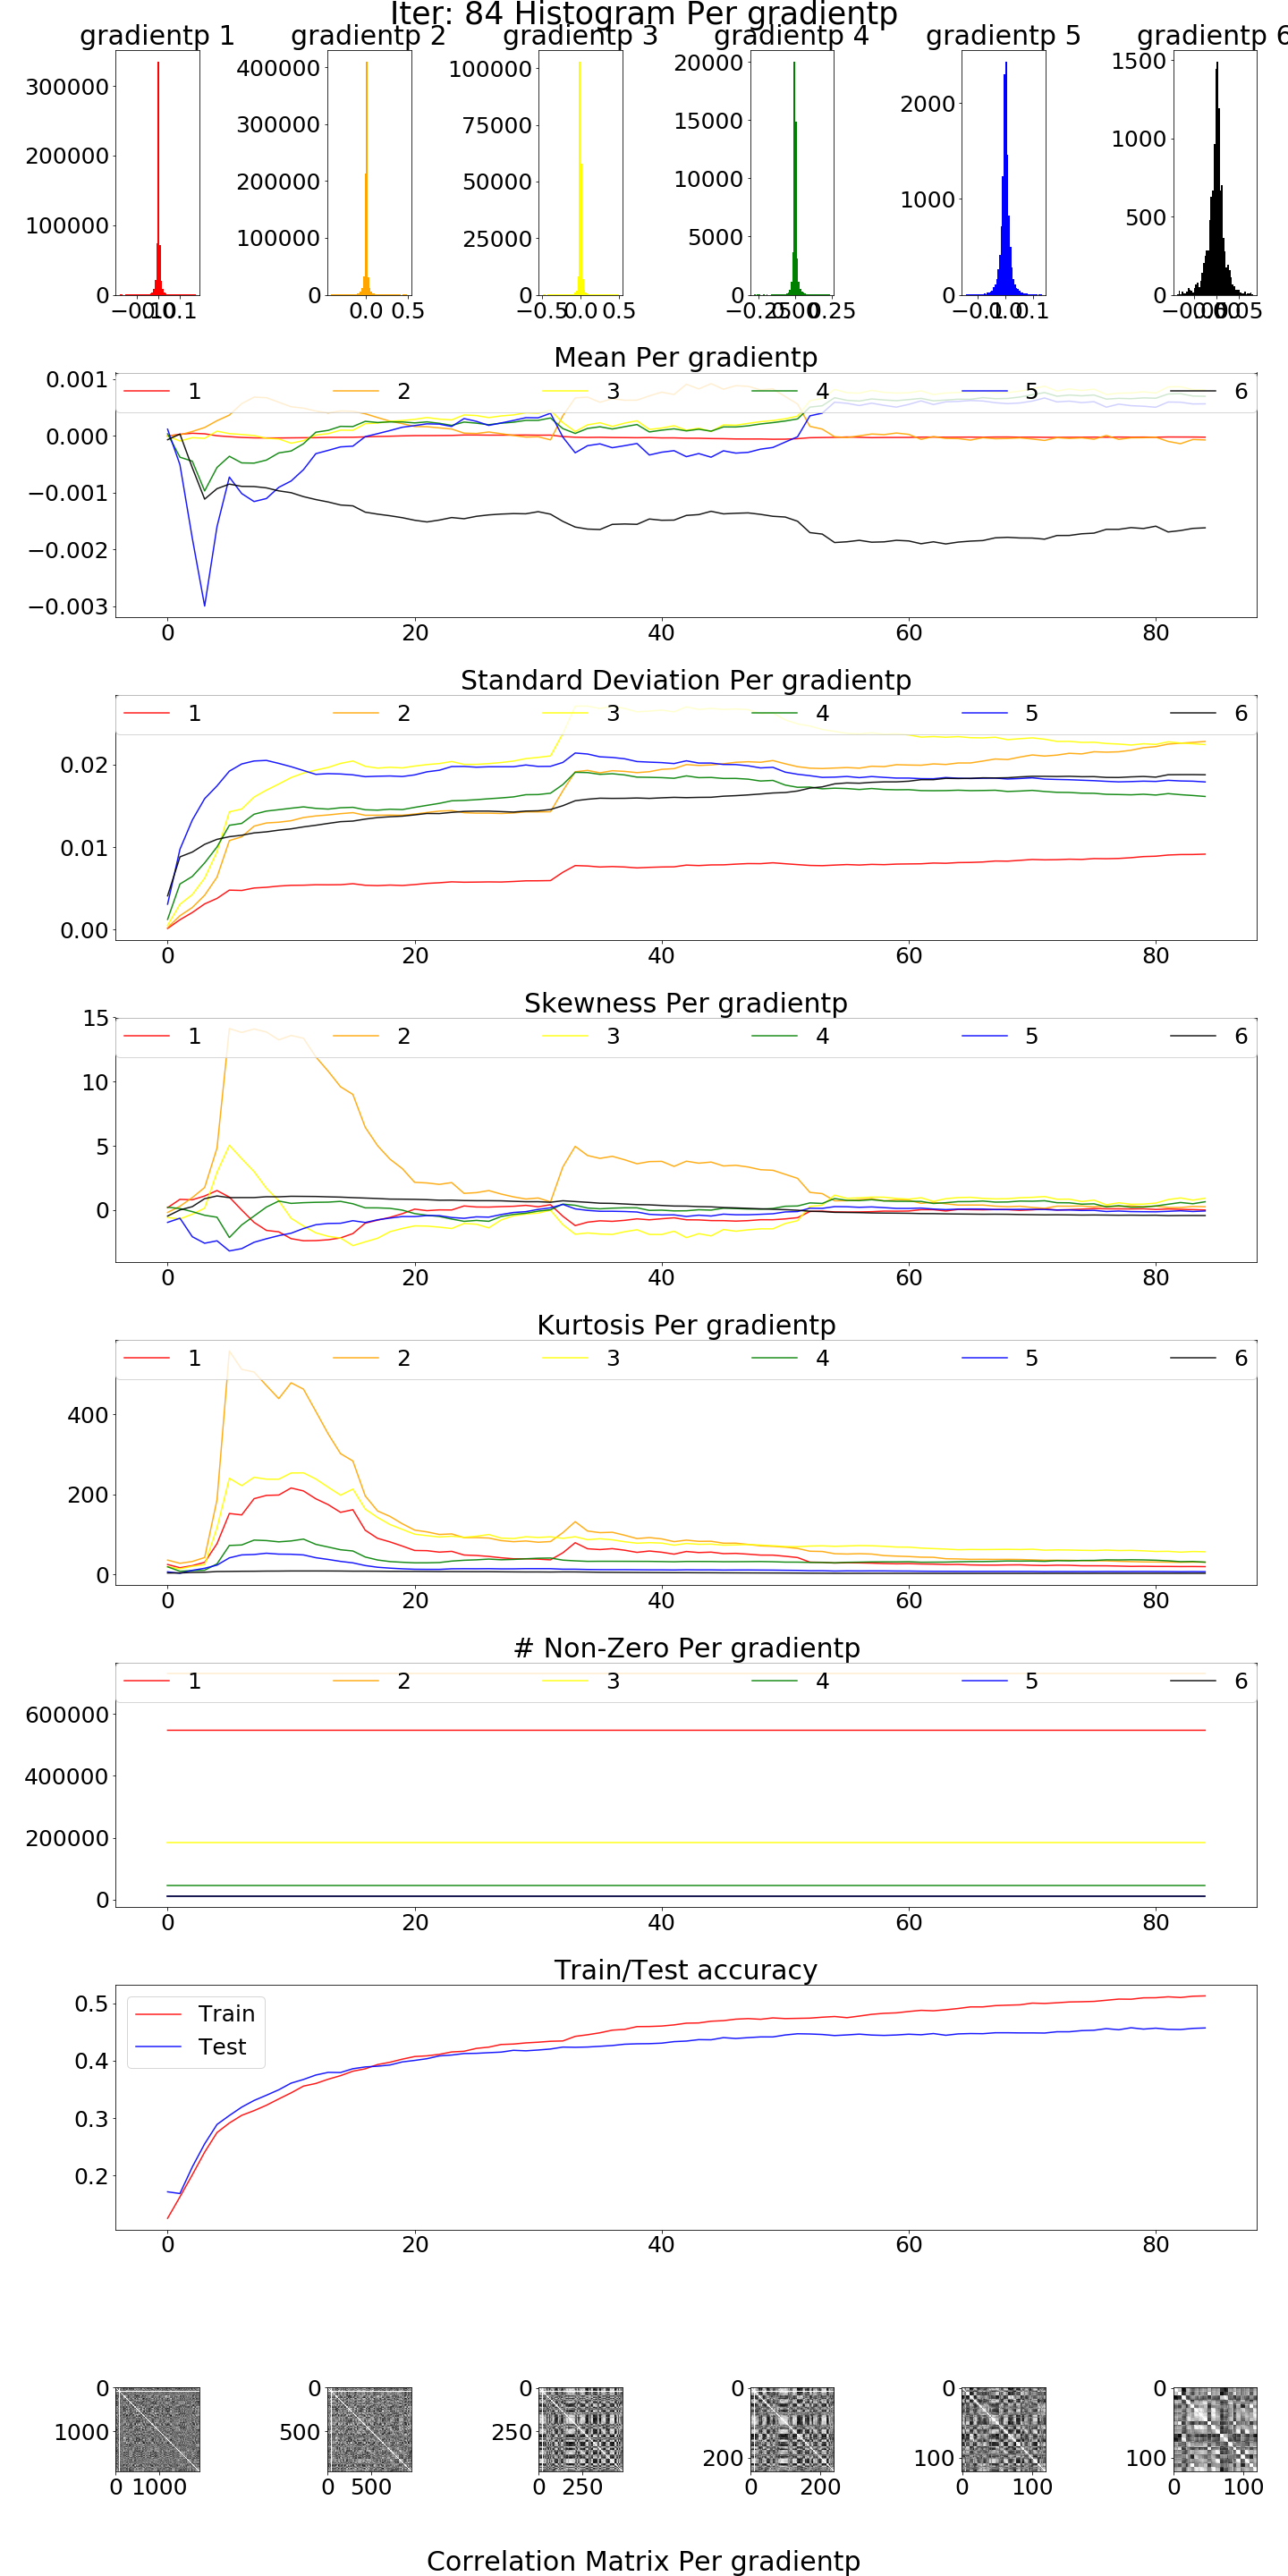 Iter: 84 Histogram Per gradientp
gradientp 1 gradientp 2 gradientp 3 gradientp 4 gradientp 5 gradientp 6
300000
200000
100000
0
400000
300000
200000
100000
0
0.0 0.5
100000
75000
50000
25000
0
−0.5 0.0 0.5
20000
15000
10000
5000
0
−0.25 0.00 0.25
2000
1000
0
−0.1 0.0 0.1
1500
1000
500
0
Mean Per gradientp
1 2 3 4 5 6
0.001
0.000
−0.001
−0.002
−0.003
0 20 40 60 80
Standard Deviation Per gradientp
1 2 3 4 5 6
0.02
0.01
0.00
0 20 40 60 80
Skewness Per gradientp
1 2 3 4 5 6
15
10
5
0
0 20 40 60 80
Kurtosis Per gradientp
1 2 3 4 5 6
400
200
0
0 20 40 60 80
# Non-Zero Per gradientp
1 2 3 4 5 6
600000
400000
200000
0
0 20 40 60 80
Train/Test accuracy
Train
Test
0.5
0.4
0.3
0.2
0 20 40 60 80
0
1000
0 1000
0
500
0 500
0
250
0 250
0
200
0 200
0
100
0 100
0
100
0 100
Correlation Matrix Per gradientp